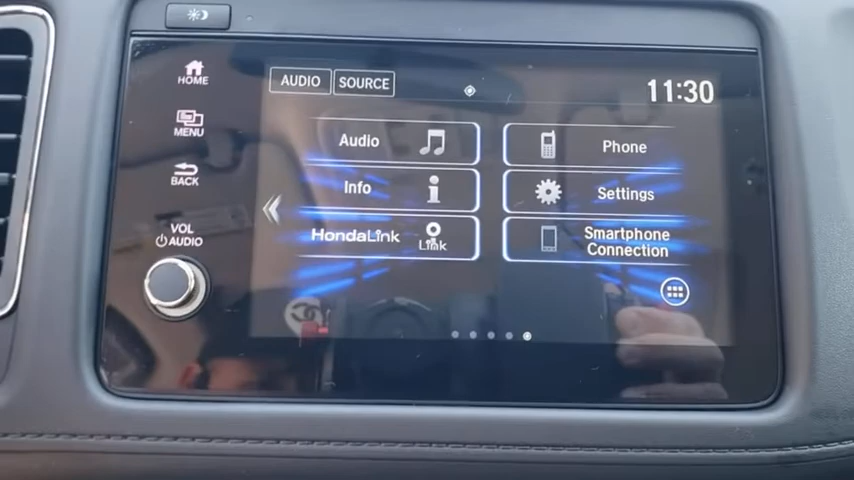 HOME
MENU
BACK
VOL
AUDIO
AUDIO SOURCE
11:30
Audio
Phone
Info
Settings
HondaLink
Link
Smartphone
Connection